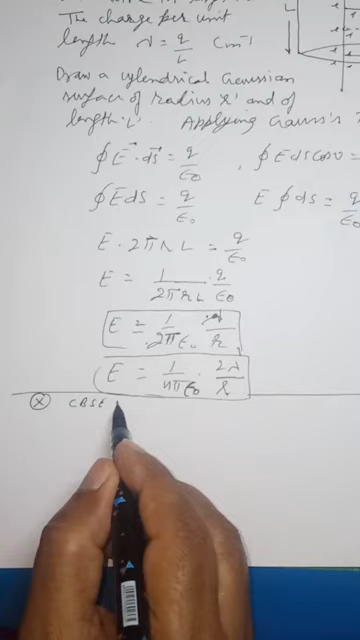 The charge per unit
L
length λ = q/L Cm⁻¹
Draw a cylendrical Gaussian
surface of radius r' and of
length 'L'. Applying Gauss's
∮E⃗·ds⃗ = q/ε₀ , ∮E ds cos0 =
∮E ds = q/ε₀ E∮ds = q/ε₀
E · 2πrL = q/ε₀
E = 1/2πrL · q/ε₀
E = 1/2πε₀ λ/r
E = 1/4πε₀ · 2λ/r
CBSE